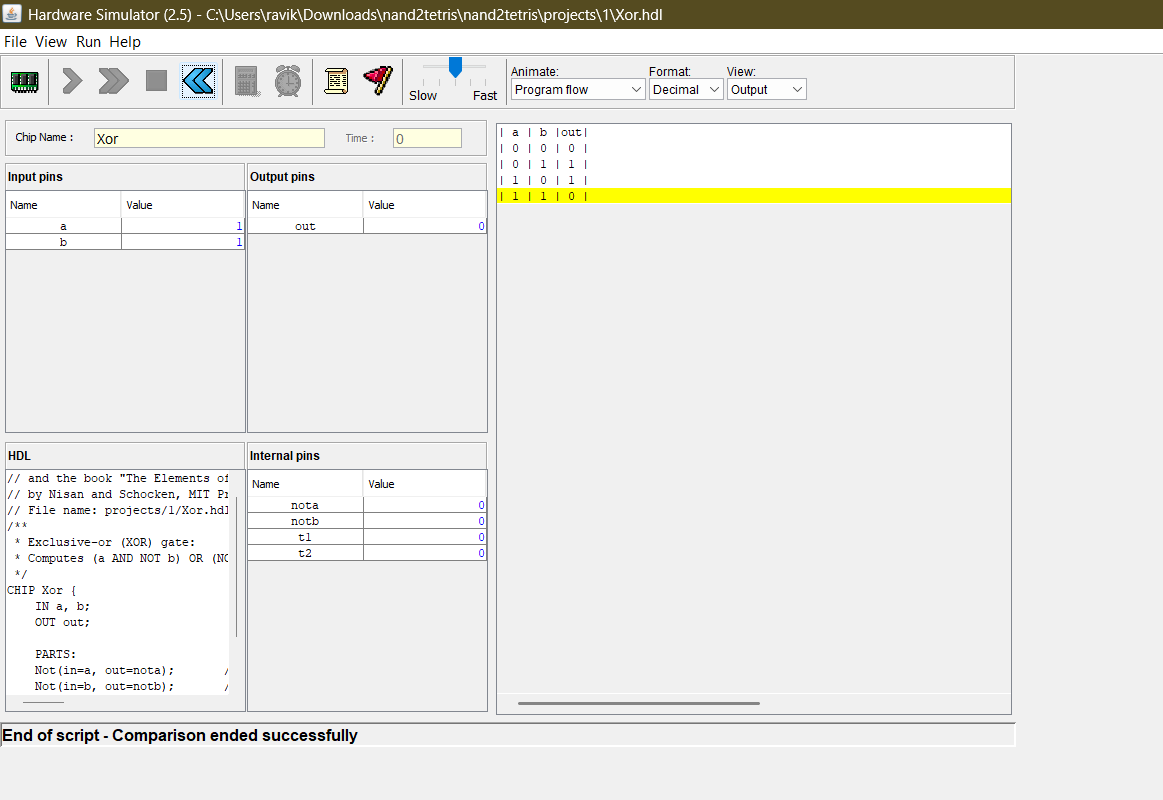 Hardware Simulator (2.5) - C:\Users\ravik\Downloads\nand2tetris\nand2tetris\projects\1\Xor.hdl
File View Run Help
Slow Fast
Animate: Format: View:
Program flow Decimal Output
Chip Name : Xor Time : 0
Input pins
Name Value
a 1
b 1
Output pins
Name Value
out 0
HDL
// and the book "The Elements of
// by Nisan and Schocken, MIT Pr
// File name: projects/1/Xor.hdl
/**
* Exclusive-or (XOR) gate:
* Computes (a AND NOT b) OR (NO
*/
CHIP Xor {
IN a, b;
OUT out;
PARTS:
Not(in=a, out=nota); /
Not(in=b, out=notb); /
Internal pins
Name Value
nota 0
notb 0
t1 0
t2 0
| a | b |out|
| 0 | 0 | 0 |
| 0 | 1 | 1 |
| 1 | 0 | 1 |
| 1 | 1 | 0 |
End of script - Comparison ended successfully